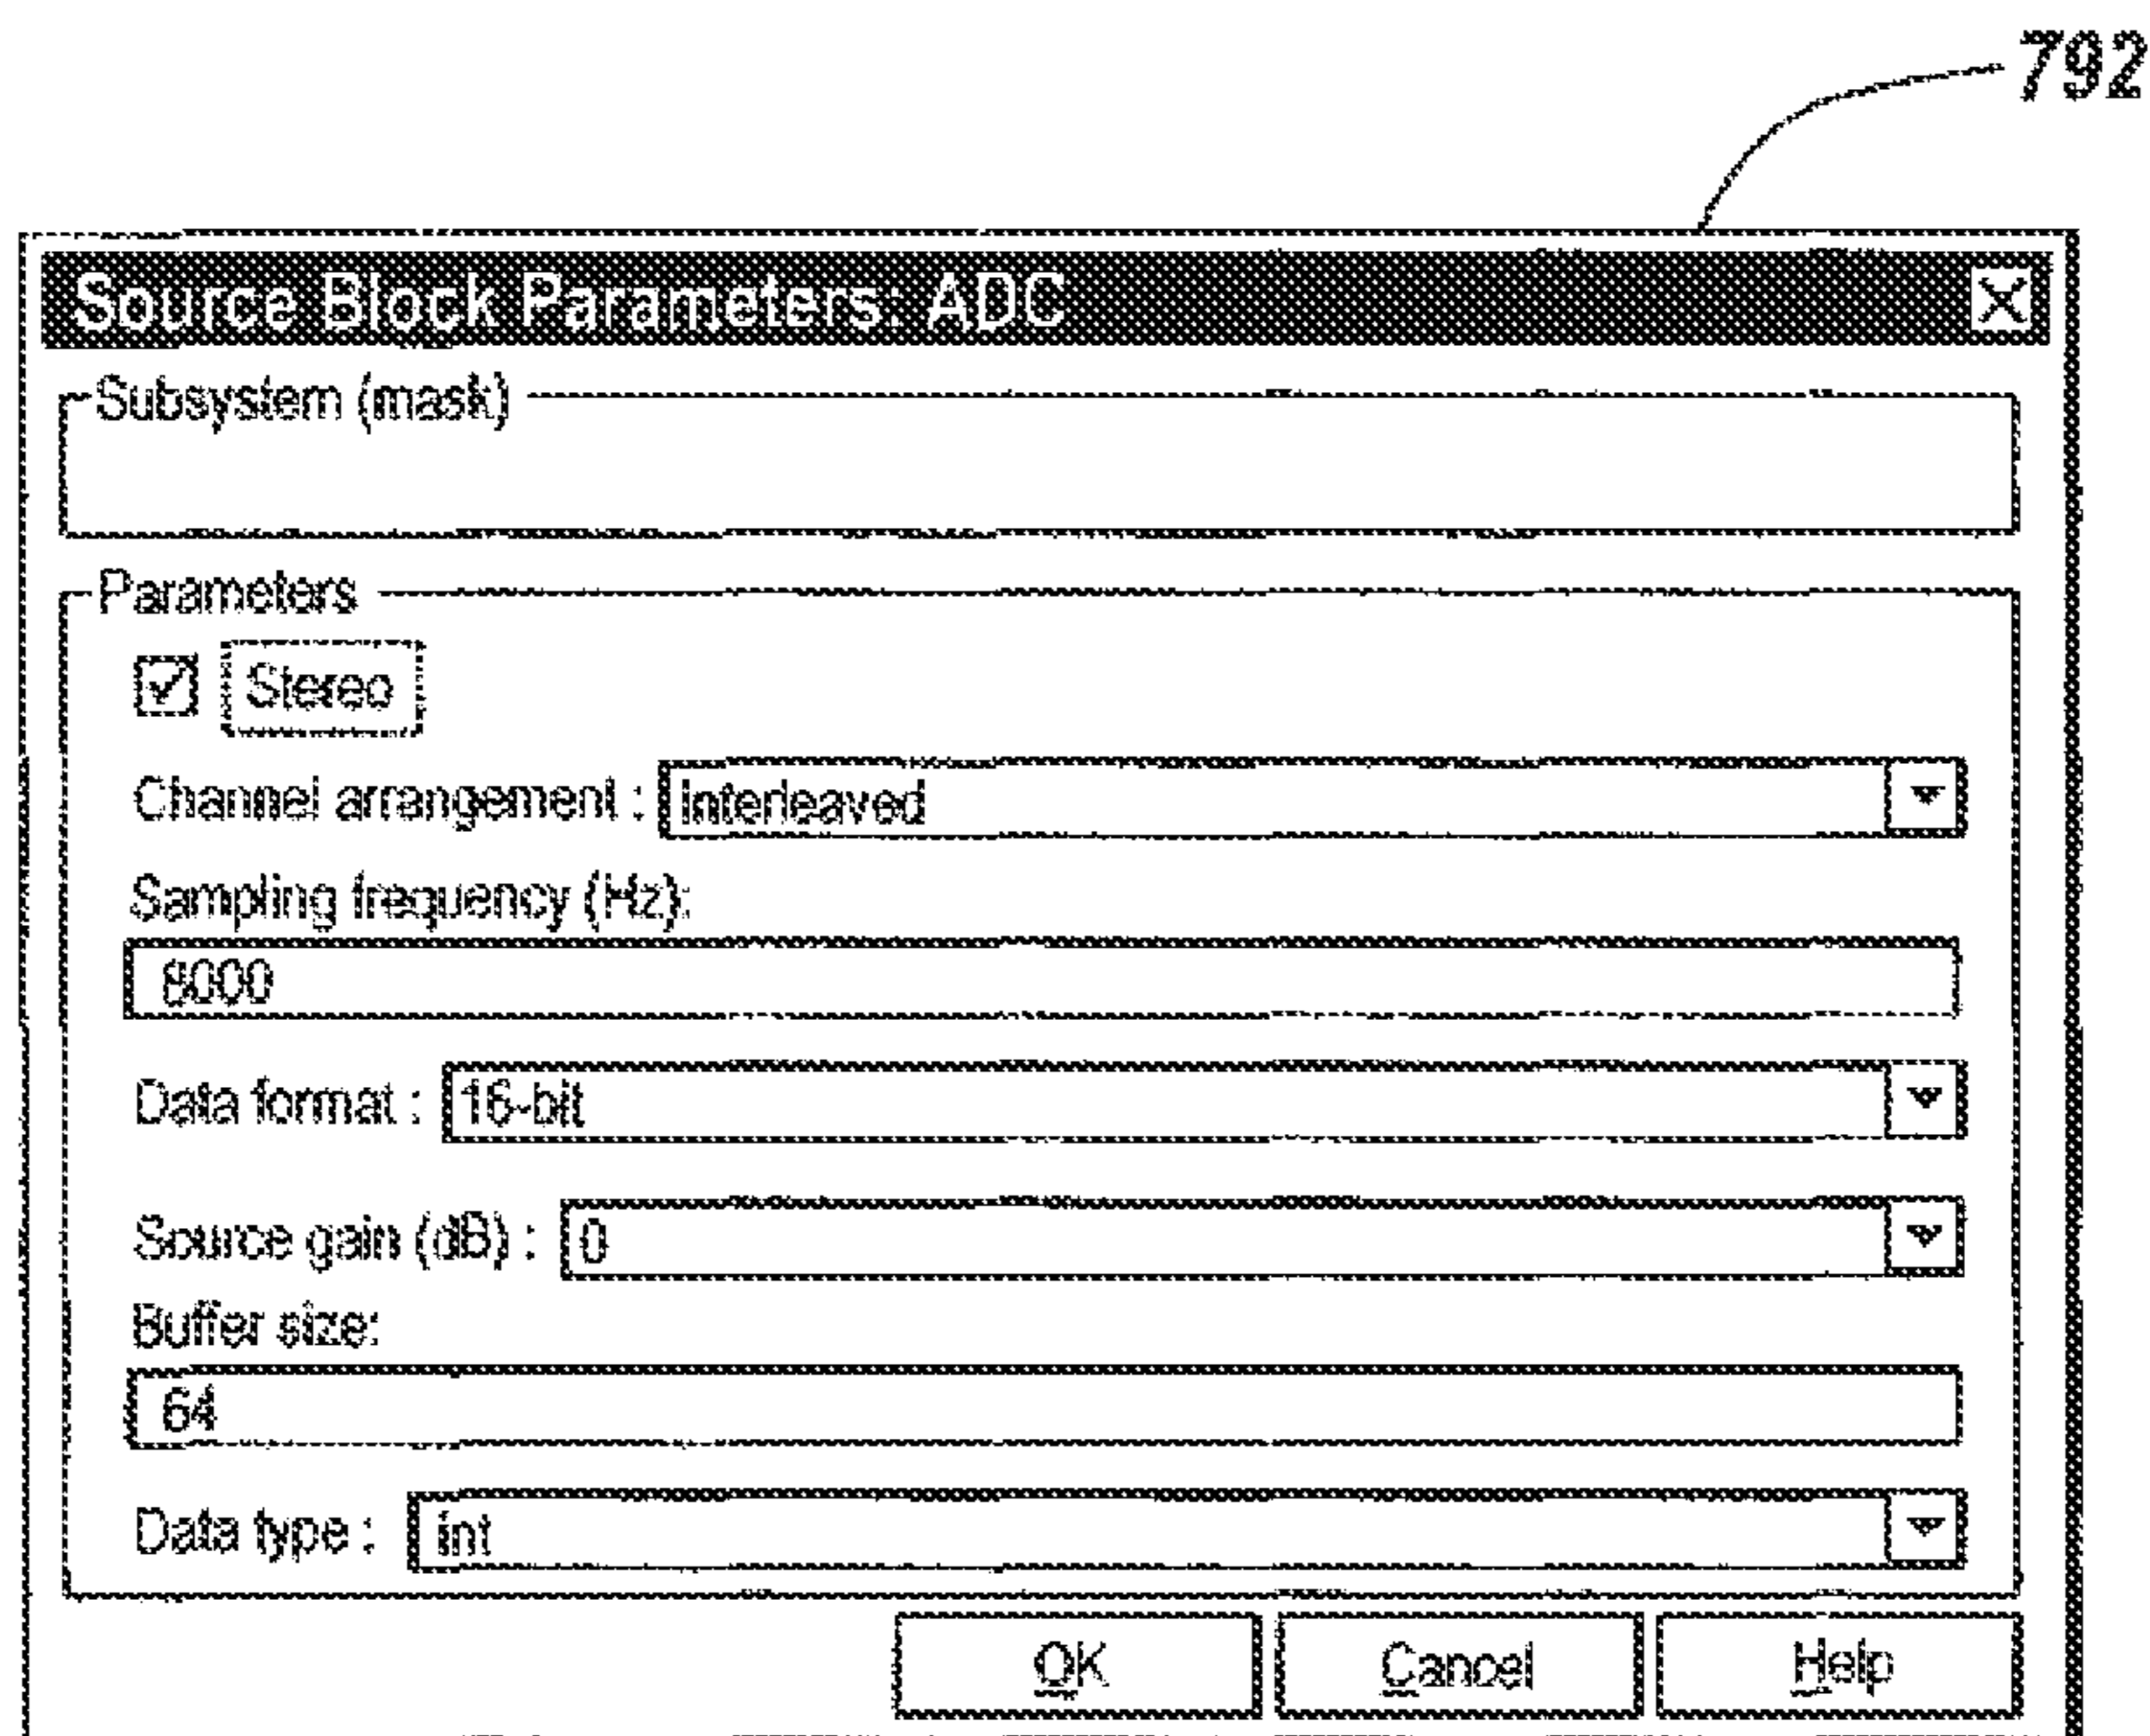 792
Source Block Parameters: ADC
Subsystem (mask)
Parameters
Stereo
Channel arrangement : Interleaved
Sampling frequency (Hz):
8000
Data format : 16-bit
Source gain (dB) : 0
Buffer size:
64
Data type : int
OK Cancel Help